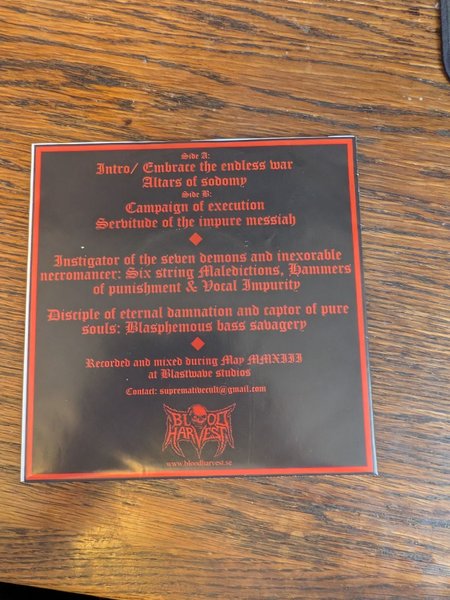 Side A:
Intro/ Embrace the endless war
Altars of sodomy
Side B:
Campaign of execution
Servitude of the impure messiah
Instigator of the seven demons and inexorable
necromancer: Six string Maledictions, Hammers
of punishment & Vocal Impurity
Disciple of eternal damnation and captor of pure
souls: Blasphemous bass savagery
Recorded and mixed during May MMXIII
at Blastwave studios
Contact: supremativecult@gmail.com
BLOOD
HARVEST
www.bloodharvest.se